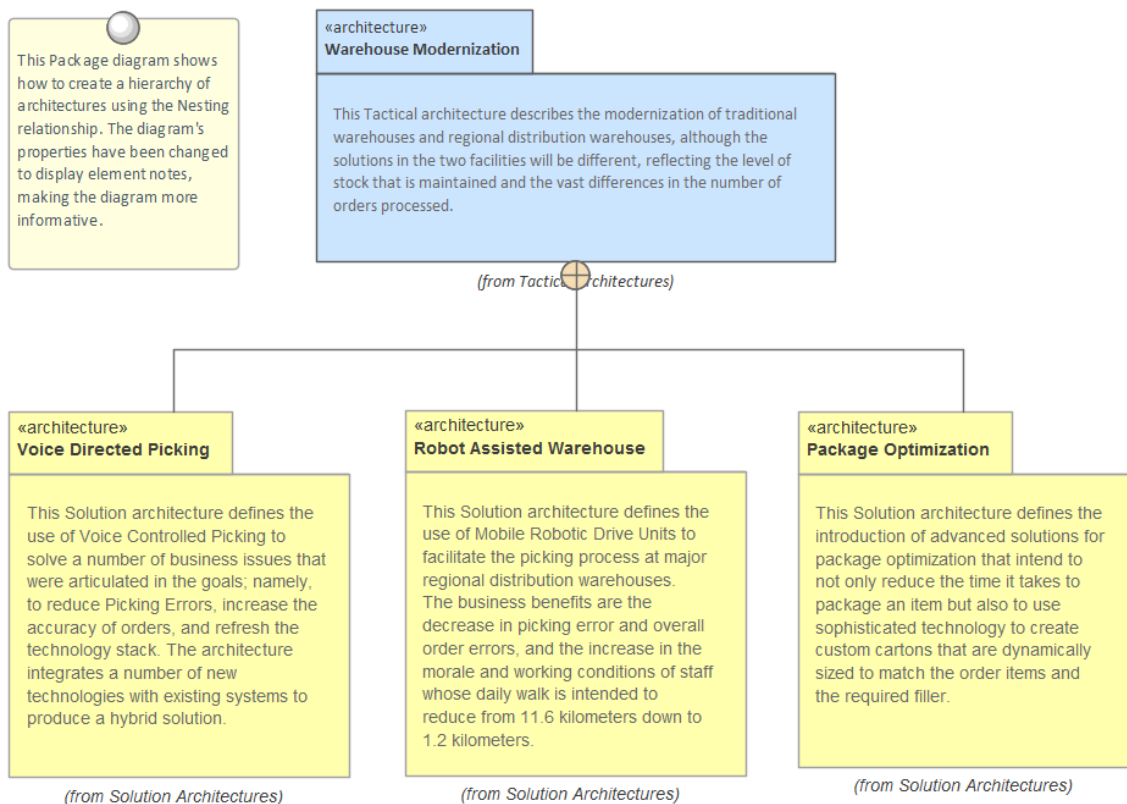 This Package diagram shows
how to create a hierarchy of
architectures using the Nesting
relationship. The diagram's
properties have been changed
to display element notes,
making the diagram more
informative.
«architecture»
Warehouse Modernization
This Tactical architecture describes the modernization of traditional
warehouses and regional distribution warehouses, although the
solutions in the two facilities will be different, reflecting the level of
stock that is maintained and the vast differences in the number of
orders processed.
(from Tactical Architectures)
«architecture»
Voice Directed Picking
This Solution architecture defines the
use of Voice Controlled Picking to
solve a number of business issues that
were articulated in the goals; namely,
to reduce Picking Errors, increase the
accuracy of orders, and refresh the
technology stack. The architecture
integrates a number of new
technologies with existing systems to
produce a hybrid solution.
(from Solution Architectures)
«architecture»
Robot Assisted Warehouse
This Solution architecture defines the
use of Mobile Robotic Drive Units to
facilitate the picking process at major
regional distribution warehouses.
The business benefits are the
decrease in picking error and overall
order errors, and the increase in the
morale and working conditions of staff
whose daily walk is intended to
reduce from 11.6 kilometers down to
1.2 kilometers.
(from Solution Architectures)
«architecture»
Package Optimization
This Solution architecture defines the
introduction of advanced solutions for
package optimization that intend to
not only reduce the time it takes to
package an item but also to use
sophisticated technology to create
custom cartons that are dynamically
sized to match the order items and
the required filler.
(from Solution Architectures)